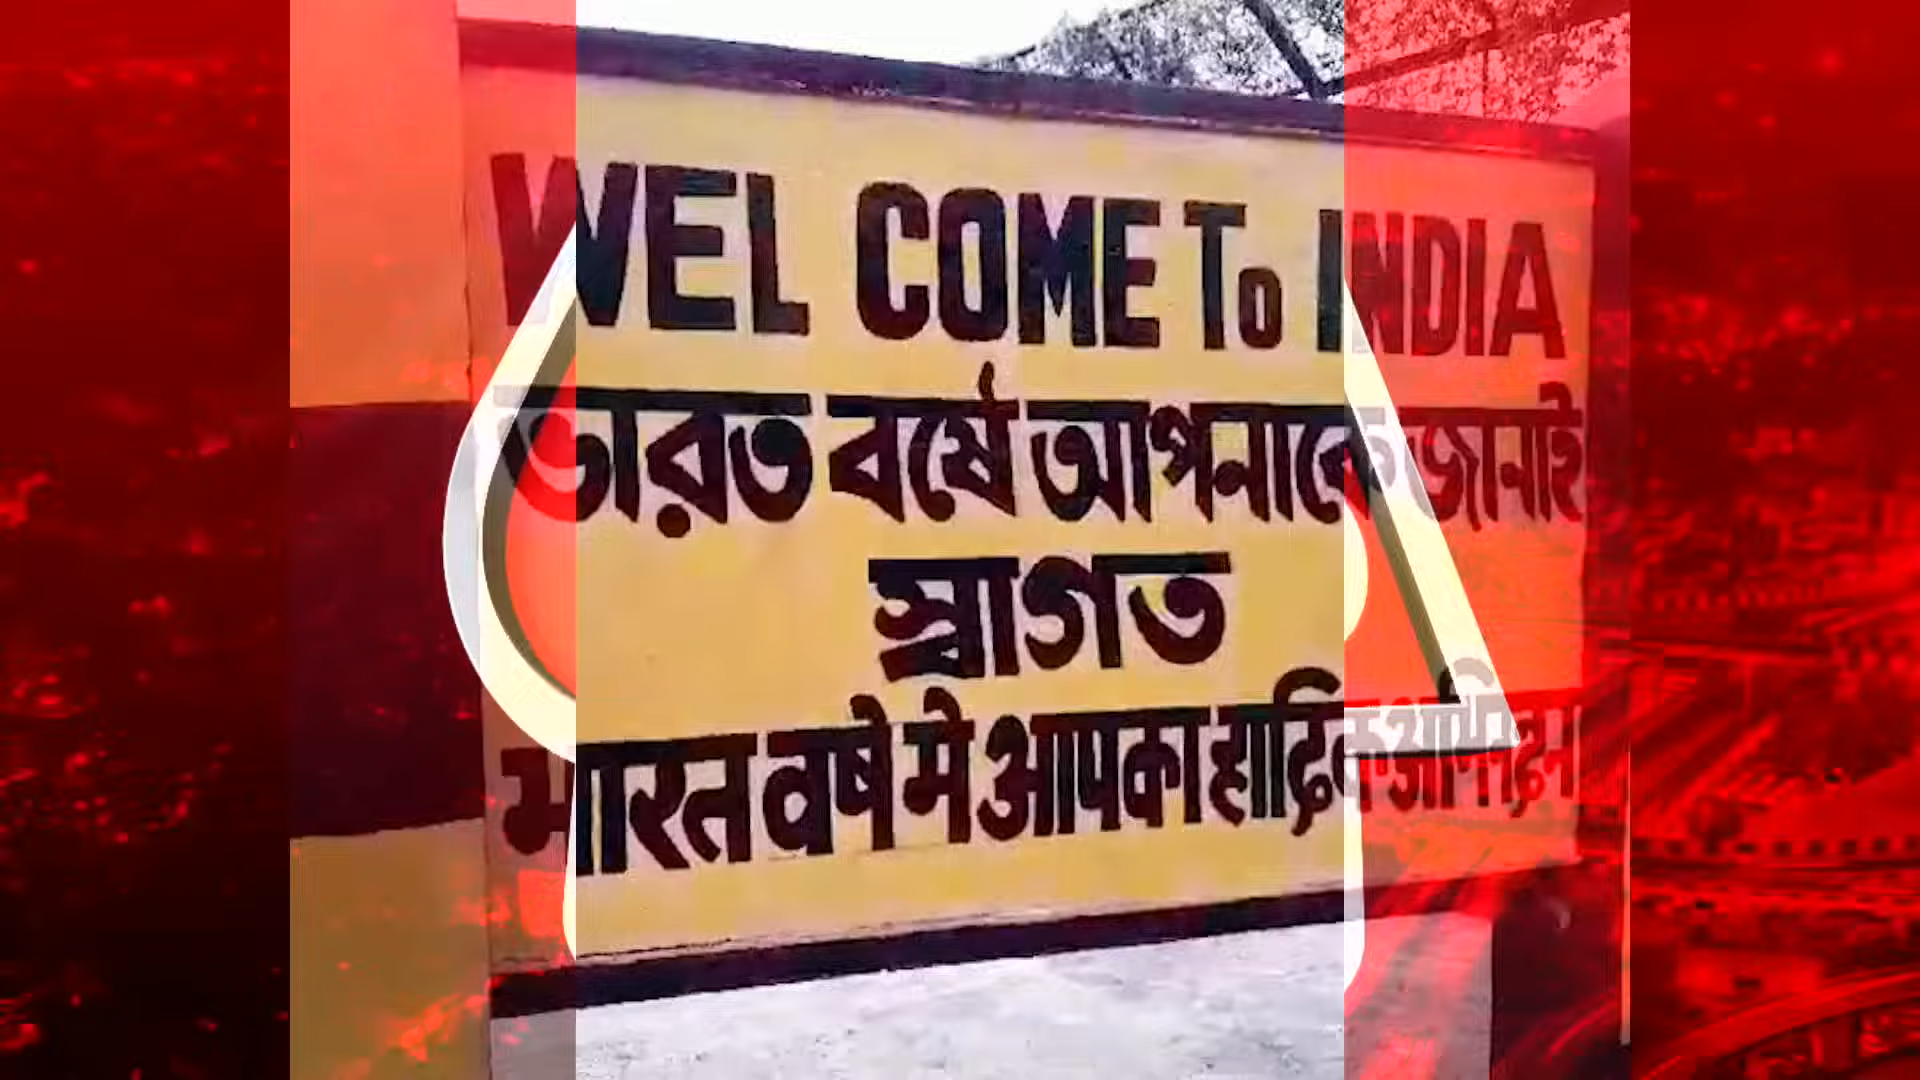 WEL COME To INDIA
ভারত বর্ষে আপনাকে জানাই
স্বাগত
भारत वर्षे मे आपका हार्दिक